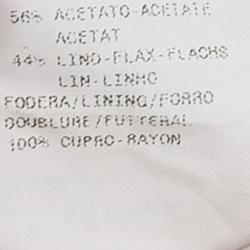 56% ACETATO-ACETATE
ACETAT
44% LINO-FLAX-FLACHS
LIN-LINHO
FODERA/LINING/FORRO
DOUBLURE/FUTTERAL
100% CUPRO-RAYON